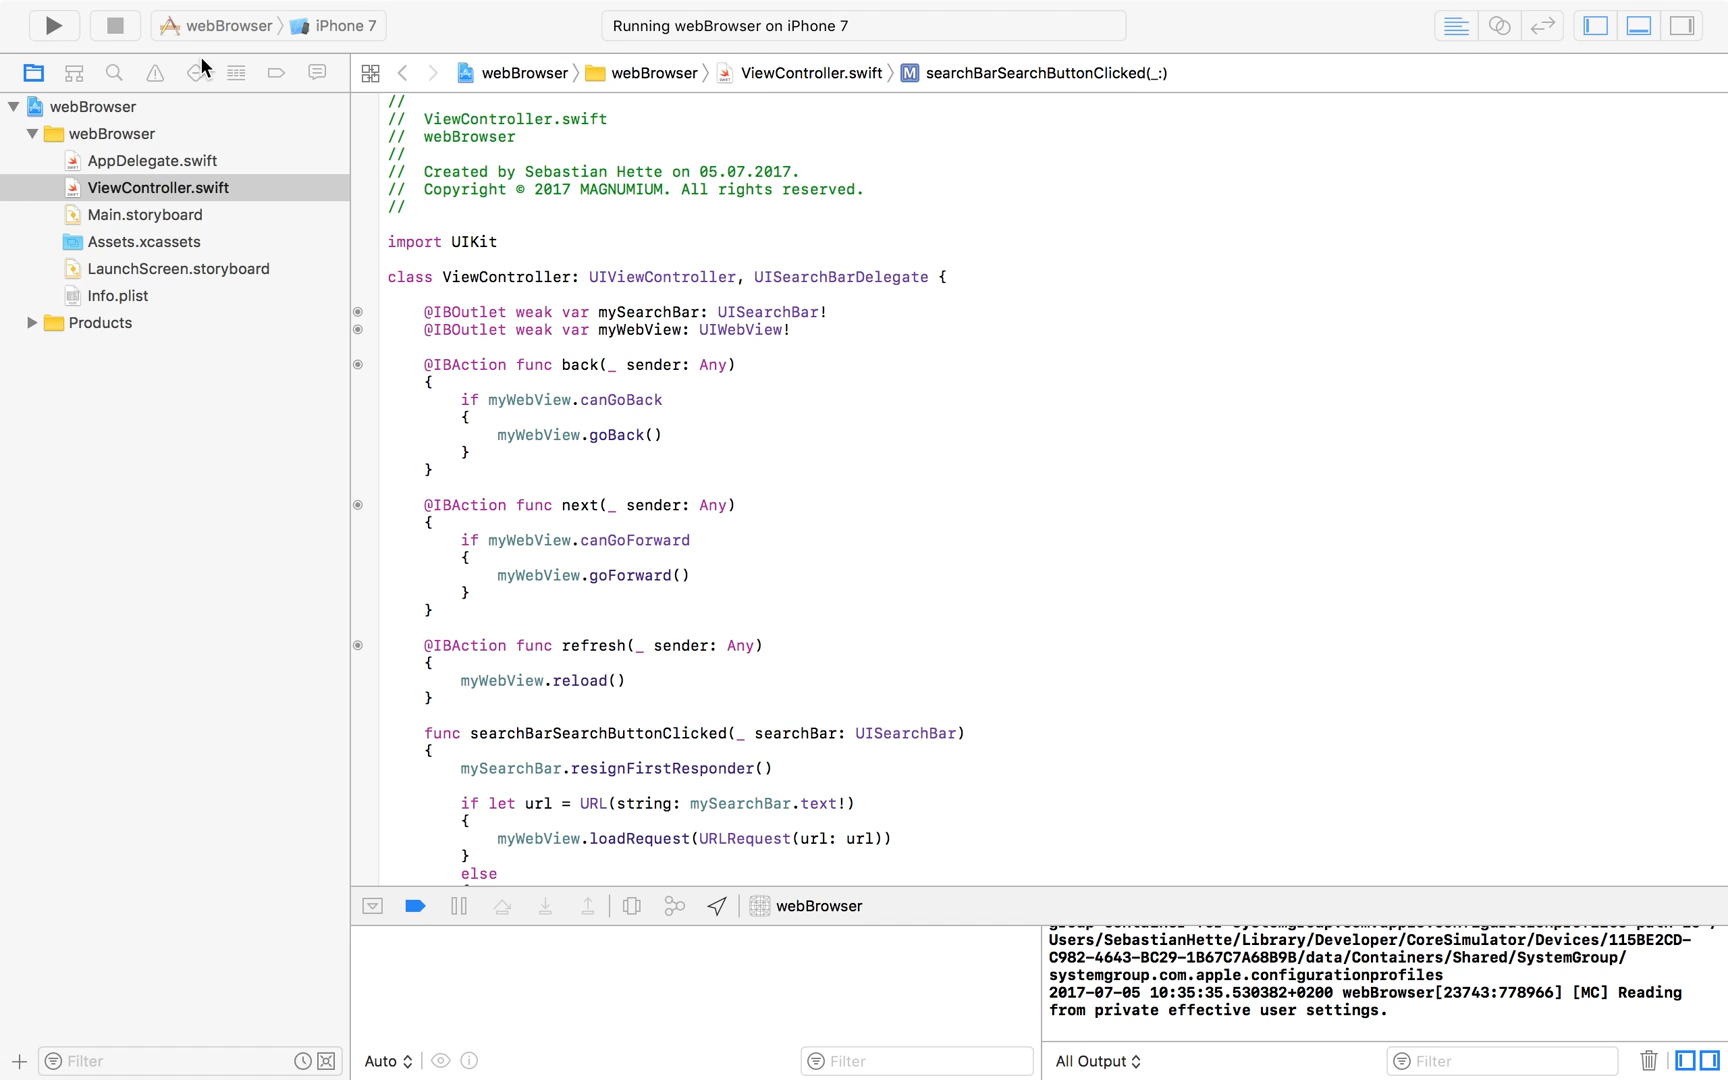 webBrowser
iPhone 7
Running webBrowser on iPhone 7
webBrowser
webBrowser
ViewController.swift
M
searchBarSearchButtonClicked(_:)
webBrowser
webBrowser
AppDelegate.swift
ViewController.swift
Main.storyboard
Assets.xcassets
LaunchScreen.storyboard
Info.plist
Products
//
// ViewController.swift
// webBrowser
//
// Created by Sebastian Hette on 05.07.2017.
// Copyright © 2017 MAGNUMIUM. All rights reserved.
//
import UIKit
class ViewController: UIViewController, UISearchBarDelegate {
@IBOutlet weak var mySearchBar: UISearchBar!
@IBOutlet weak var myWebView: UIWebView!
@IBAction func back(_ sender: Any)
{
if myWebView.canGoBack
{
myWebView.goBack()
}
}
@IBAction func next(_ sender: Any)
{
if myWebView.canGoForward
{
myWebView.goForward()
}
}
@IBAction func refresh(_ sender: Any)
{
myWebView.reload()
}
func searchBarSearchButtonClicked(_ searchBar: UISearchBar)
{
mySearchBar.resignFirstResponder()
if let url = URL(string: mySearchBar.text!)
{
myWebView.loadRequest(URLRequest(url: url))
}
else
webBrowser
Users/SebastianHette/Library/Developer/CoreSimulator/Devices/115BE2CD-
C982-4643-BC29-1B67C7A68B9B/data/Containers/Shared/SystemGroup/
systemgroup.com.apple.configurationprofiles
2017-07-05 10:35:35.530382+0200 webBrowser[23743:778966] [MC] Reading
from private effective user settings.
Filter
Auto
Filter
All Output
Filter